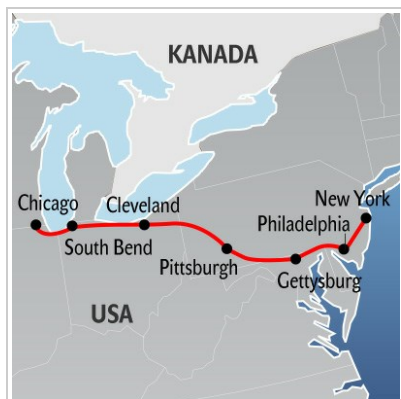 KANADA
New York
Chicago
Cleveland
Philadelphia
South Bend
Pittsburgh
Gettysburg
USA